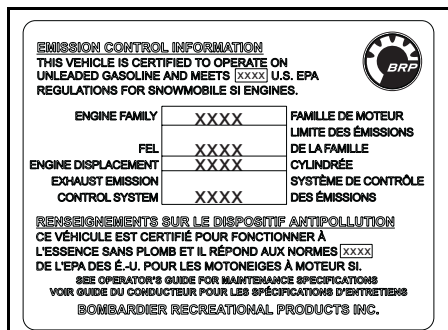 EMISSION CONTROL INFORMATION
THIS VEHICLE IS CERTIFIED TO OPERATE ON
UNLEADED GASOLINE AND MEETS XXXX U.S. EPA
REGULATIONS FOR SNOWMOBILE SI ENGINES.
BRP
ENGINE FAMILY XXXX FAMILLE DE MOTEUR
LIMITE DES ÉMISSIONS
FEL XXXX DE LA FAMILLE
ENGINE DISPLACEMENT XXXX CYLINDRÉE
EXHAUST EMISSION SYSTÈME DE CONTRÔLE
CONTROL SYSTEM XXXX DES ÉMISSIONS
RENSEIGNEMENTS SUR LE DISPOSITIF ANTIPOLLUTION
CE VÉHICULE EST CERTIFIÉ POUR FONCTIONNER À
L'ESSENCE SANS PLOMB ET IL RÉPOND AUX NORMES XXXX
DE L'EPA DES É.-U. POUR LES MOTONEIGES À MOTEUR SI.
SEE OPERATOR'S GUIDE FOR MAINTENANCE SPECIFICATIONS
VOIR GUIDE DU CONDUCTEUR POUR LES SPÉCIFICATIONS D'ENTRETIENS
BOMBARDIER RECREATIONAL PRODUCTS INC.